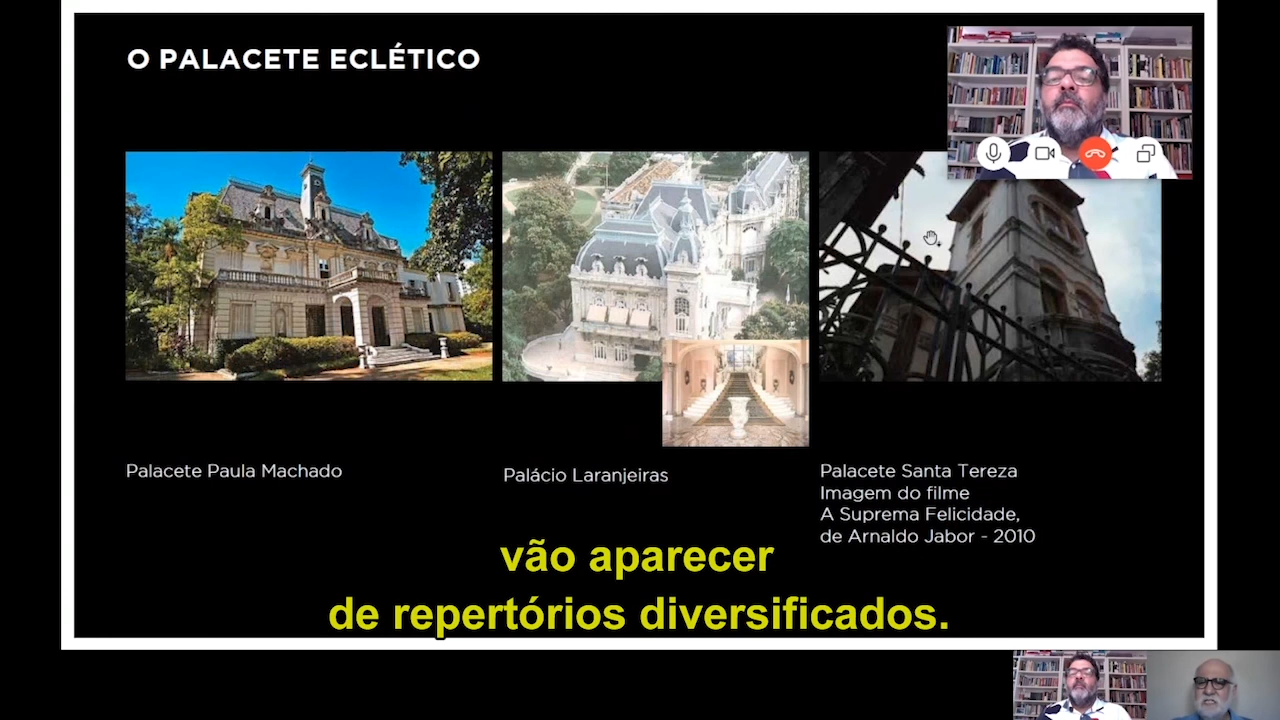 O PALACETE ECLÉTICO
Palacete Paula Machado
Palácio Laranjeiras
Palacete Santa Tereza
Imagem do filme
A Suprema Felicidade,
de Arnaldo Jabor - 2010
vão aparecer
de repertórios diversificados.